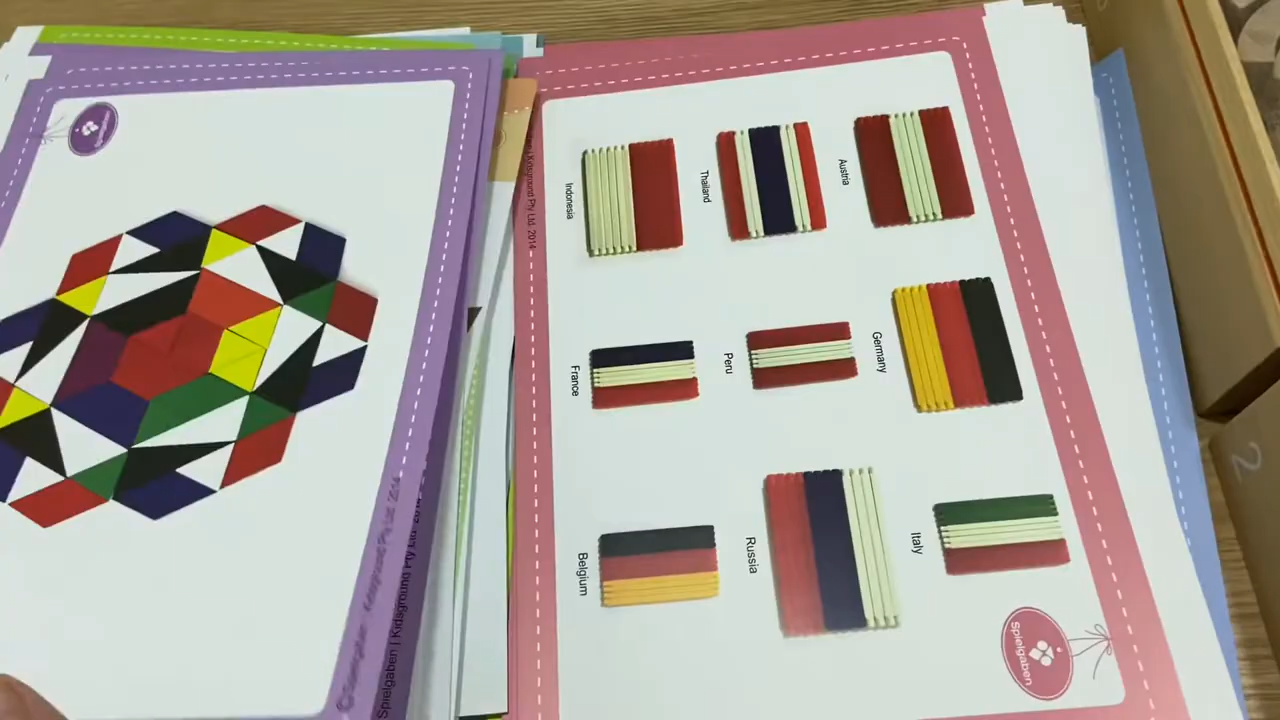 Austria
Thailand
Indonesia
Germany
Peru
France
Italy
Russia
Belgium
Spielgaben
Kidsground Pty Ltd. 2014
Spielgaben | Kidsground Pty Ltd. 2014
2